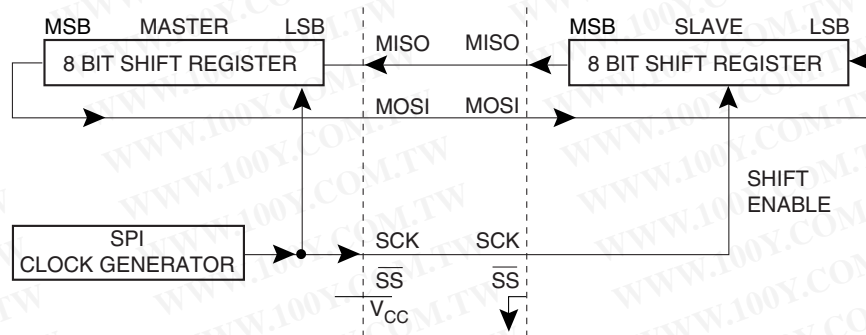 MSB MASTER LSB
8 BIT SHIFT REGISTER
MISO MISO
MSB SLAVE LSB
8 BIT SHIFT REGISTER
MOSI MOSI
SHIFT
ENABLE
SPI
CLOCK GENERATOR
SCK SCK
SS SS
VCC
WWW.100Y.COM.TW